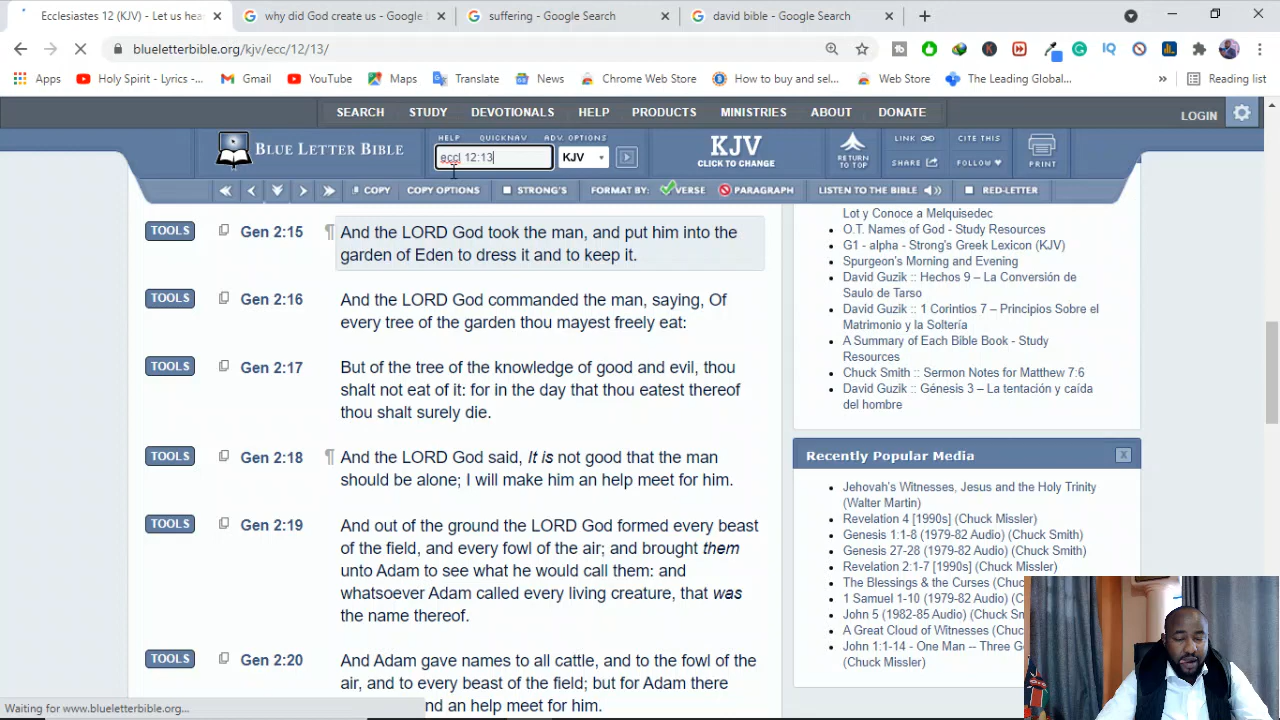 Ecclesiastes 12 (KJV) - Let us hear
why did God create us - Google S
suffering - Google Search
david bible - Google Search
blueletterbible.org/kjv/ecc/12/13/
Apps
Holy Spirit - Lyrics -...
Gmail
YouTube
Maps
Translate
News
Chrome Web Store
How to buy and sel...
Web Store
The Leading Global...
»
Reading list
SEARCH
STUDY
DEVOTIONALS
HELP
PRODUCTS
MINISTRIES
ABOUT
DONATE
LOGIN
BLUE LETTER BIBLE
HELP
QUICKNAV
ADV. OPTIONS
eccl 12:13
KJV
KJV
CLICK TO CHANGE
RETURN
TO TOP
LINK
CITE THIS
SHARE
FOLLOW
PRINT
COPY
COPY OPTIONS
STRONG'S
FORMAT BY:
VERSE
PARAGRAPH
LISTEN TO THE BIBLE
RED-LETTER
TOOLS
Gen 2:15
¶ And the LORD God took the man, and put him into the
garden of Eden to dress it and to keep it.
TOOLS
Gen 2:16
And the LORD God commanded the man, saying, Of
every tree of the garden thou mayest freely eat:
TOOLS
Gen 2:17
But of the tree of the knowledge of good and evil, thou
shalt not eat of it: for in the day that thou eatest thereof
thou shalt surely die.
TOOLS
Gen 2:18
¶ And the LORD God said, It is not good that the man
should be alone; I will make him an help meet for him.
TOOLS
Gen 2:19
And out of the ground the LORD God formed every beast
of the field, and every fowl of the air; and brought them
unto Adam to see what he would call them: and
whatsoever Adam called every living creature, that was
the name thereof.
TOOLS
Gen 2:20
And Adam gave names to all cattle, and to the fowl of the
air, and to every beast of the field; but for Adam there
nd an help meet for him.
Lot y Conoce a Melquisedec
O.T. Names of God - Study Resources
G1 - alpha - Strong's Greek Lexicon (KJV)
Spurgeon's Morning and Evening
David Guzik :: Hechos 9 – La Conversión de
Saulo de Tarso
David Guzik :: 1 Corintios 7 – Principios Sobre el
Matrimonio y la Soltería
A Summary of Each Bible Book - Study
Resources
Chuck Smith :: Sermon Notes for Matthew 7:6
David Guzik :: Génesis 3 – La tentación y caída
del hombre
Recently Popular Media
X
Jehovah's Witnesses, Jesus and the Holy Trinity
(Walter Martin)
Revelation 4 [1990s] (Chuck Missler)
Genesis 1:1-8 (1979-82 Audio) (Chuck Smith)
Genesis 27-28 (1979-82 Audio) (Chuck Smith)
Revelation 2:1-7 [1990s] (Chuck Missler)
The Blessings & the Curses (Chuc
1 Samuel 1-10 (1979-82 Audio) (Ch
John 5 (1982-85 Audio) (Chuck Sm
A Great Cloud of Witnesses (Chuc
John 1:1-14 - One Man -- Three Ge
(Chuck Missler)
Waiting for www.blueletterbible.org...